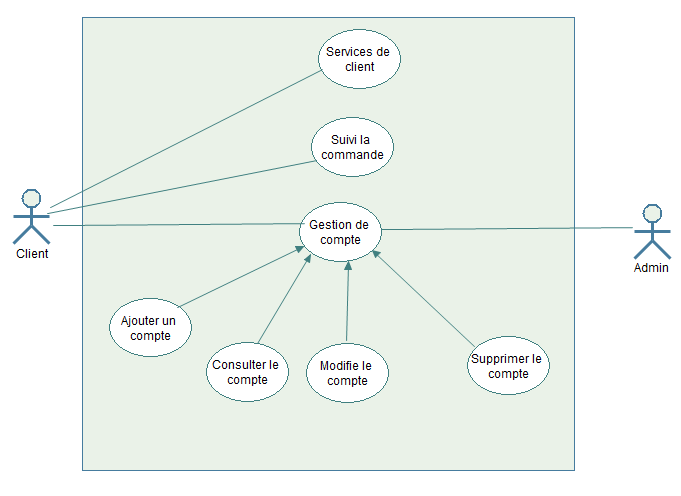 Services de
client
Suivi la
commande
Gestion de
compte
Client
Admin
Ajouter un
compte
Consulter le
compte
Modifie le
compte
Supprimer le
compte